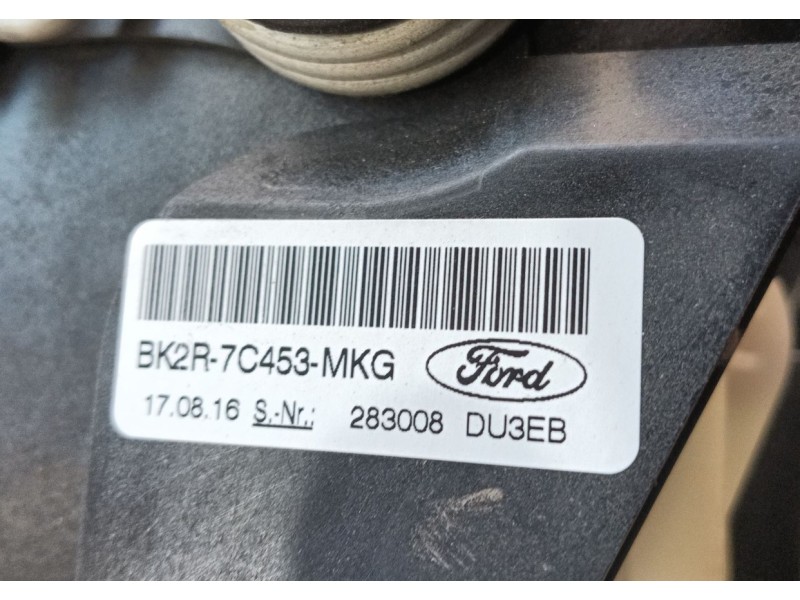 BK2R-7C453-MKG Ford
17.08.16 S.-Nr.: 283008 DU3EB